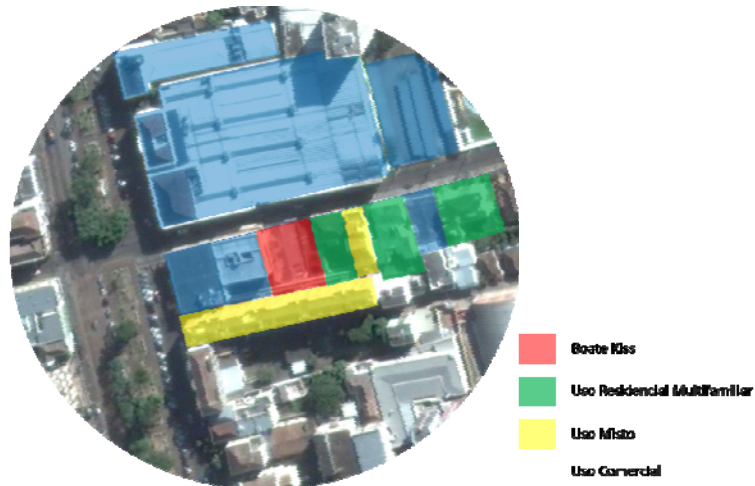 Boate Kiss
Uso Residencial Multifamiliar
Uso Misto
Uso Comercial